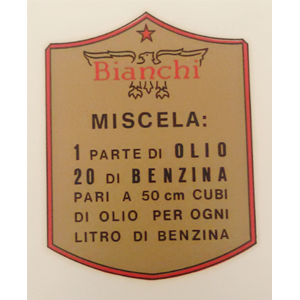 Bianchi
MISCELA:
1 PARTE DI OLIO
20 DI BENZINA
PARI A 50 cm CUBI
DI OLIO PER OGNI
LITRO DI BENZINA